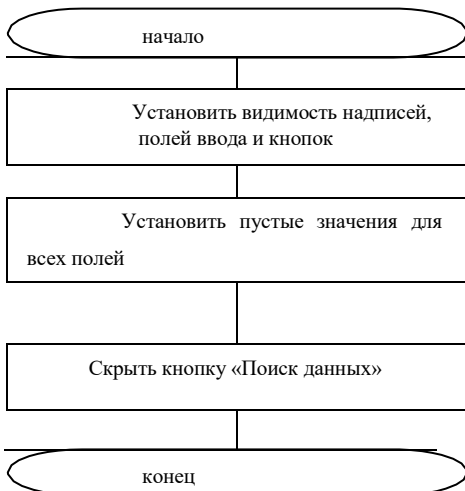 начало
Установить видимость надписей,
полей ввода и кнопок
Установить пустые значения для
всех полей
Скрыть кнопку «Поиск данных»
конец